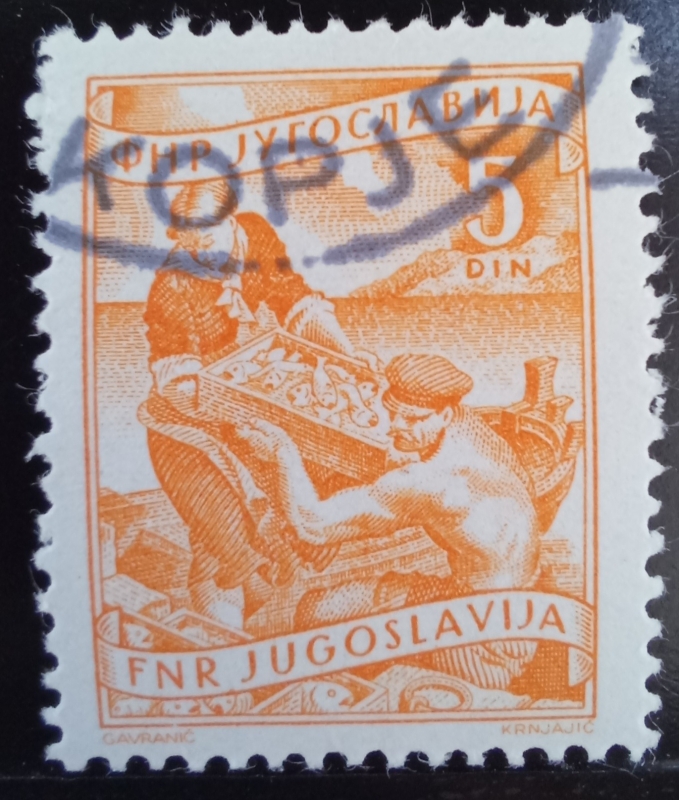 ФНР ЈУГОСЛАВИЈА
5
DIN
FNR JUGOSLAVIJA
GAVRANIĆ KRNJAJIĆ